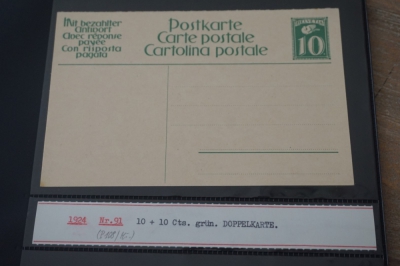 Mit bezahlter
Antwort
Avec réponse
payée
Con risposta
pagata
Postkarte
Carte postale
Cartolina postale
HELVETIA
10
1924 Nr.91 10 + 10 Cts. grün. DOPPELKARTE.